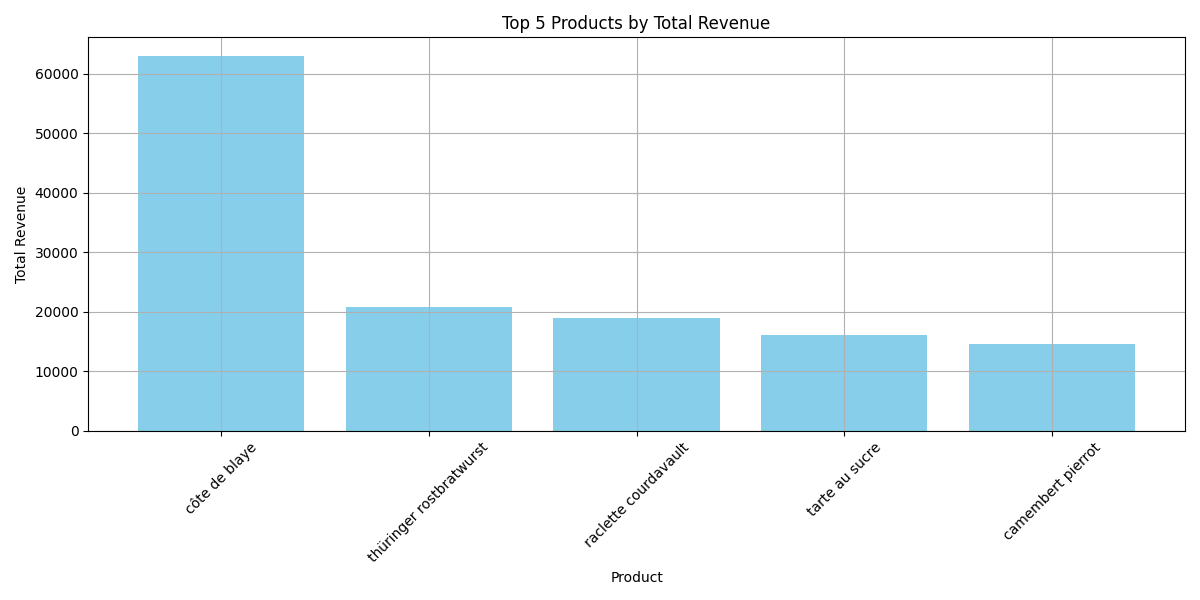 Top 5 Products by Total Revenue
Total Revenue
60000
50000
40000
30000
20000
10000
0
côte de blaye
thüringer rostbratwurst
raclette courdavault
tarte au sucre
camembert pierrot
Product